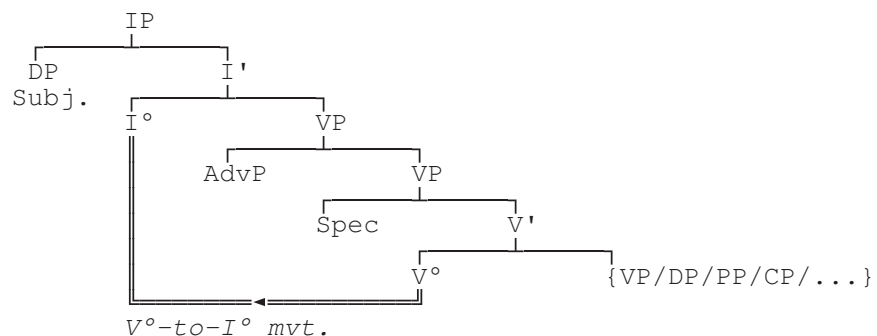 IP
DP I'
Subj.
I° VP
AdvP VP
Spec V'
V° {VP/DP/PP/CP/...}
V°-to-I° mvt.